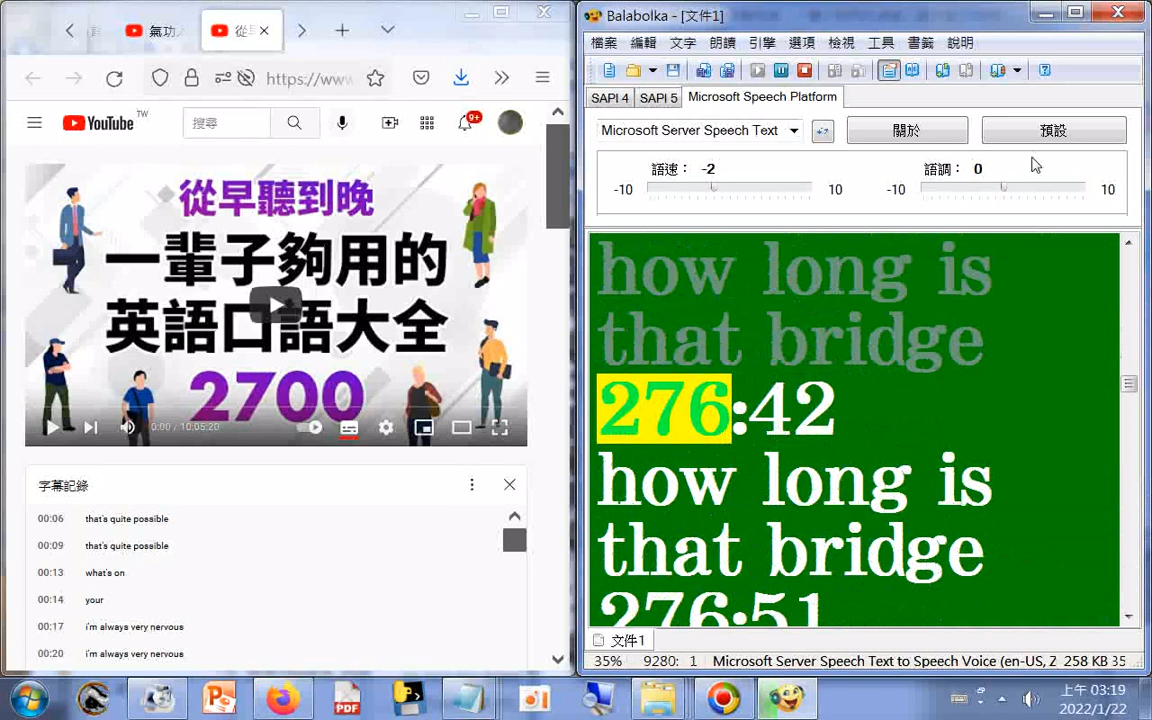 氣功
從
https://www
YouTube TW
搜尋
9+
從早聽到晚
一輩子夠用的
英語口語大全
2700
0:00 / 10:05:20
字幕記錄
00:06 that's quite possible
00:09 that's quite possible
00:13 what's on
00:14 your
00:17 i'm always very nervous
00:20 i'm always very nervous
Balabolka - [文件1]
檔案 編輯 文字 朗讀 引擎 選項 檢視 工具 書籤 說明
SAPI 4 SAPI 5 Microsoft Speech Platform
Microsoft Server Speech Text 關於 預設
語速： -2 語調： 0
-10 10 -10 10
how long is
that bridge
276:42
how long is
that bridge
276:51
文件1
35% 9280: 1 Microsoft Server Speech Text to Speech Voice (en-US, Z 258 KB 35
PDF
上午 03:19
2022/1/22